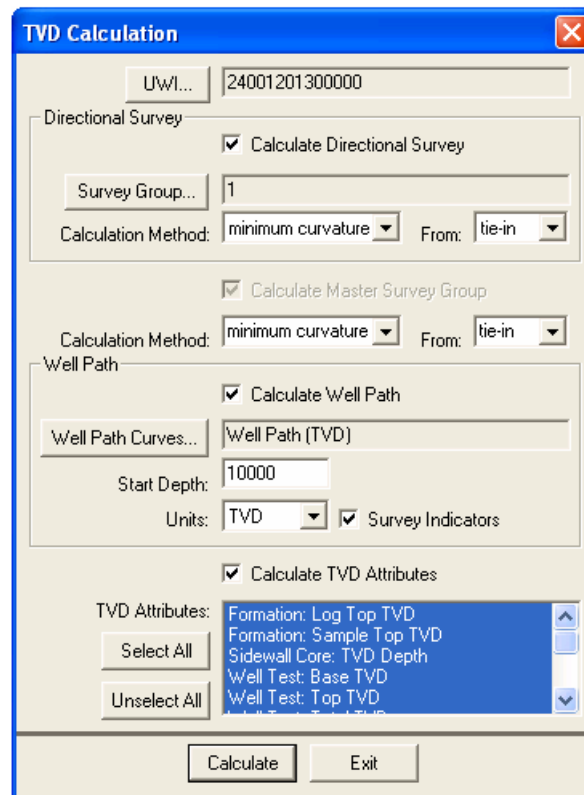 TVD Calculation
UWI... 24001201300000
Directional Survey
Calculate Directional Survey
Survey Group... 1
Calculation Method: minimum curvature From: tie-in
Calculate Master Survey Group
Calculation Method: minimum curvature From: tie-in
Well Path
Calculate Well Path
Well Path Curves... Well Path (TVD)
Start Depth: 10000
Units: TVD Survey Indicators
Calculate TVD Attributes
TVD Attributes: Formation: Log Top TVD
Formation: Sample Top TVD
Select All Sidewall Core: TVD Depth
Well Test: Base TVD
Unselect All Well Test: Top TVD
Calculate Exit